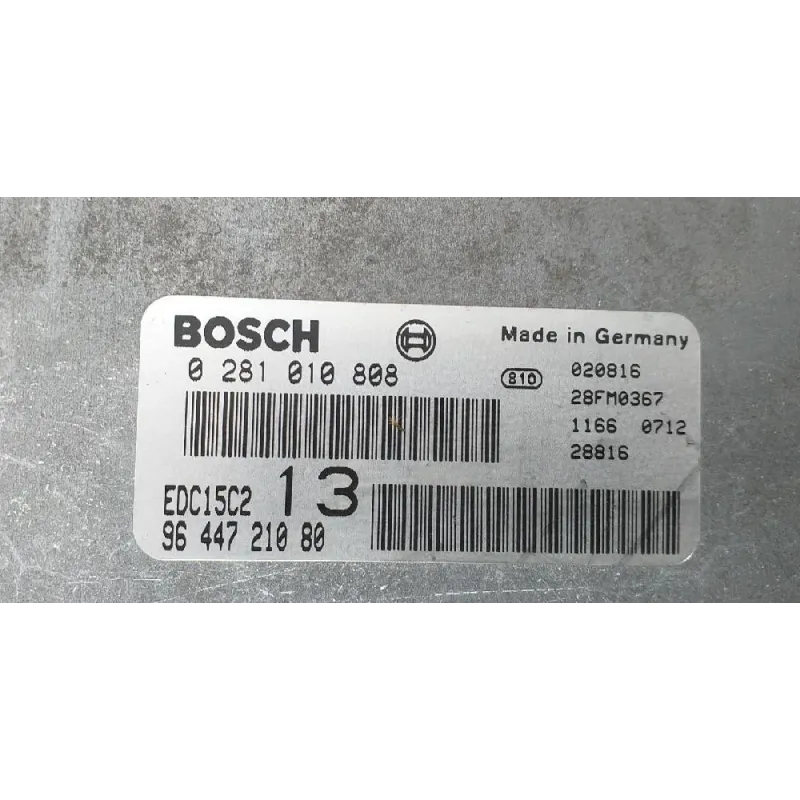 BOSCH
Made in Germany
0 281 010 808
810
020816
28FM0367
1166 0712
28816
EDC15C2 13
96 447 210 80